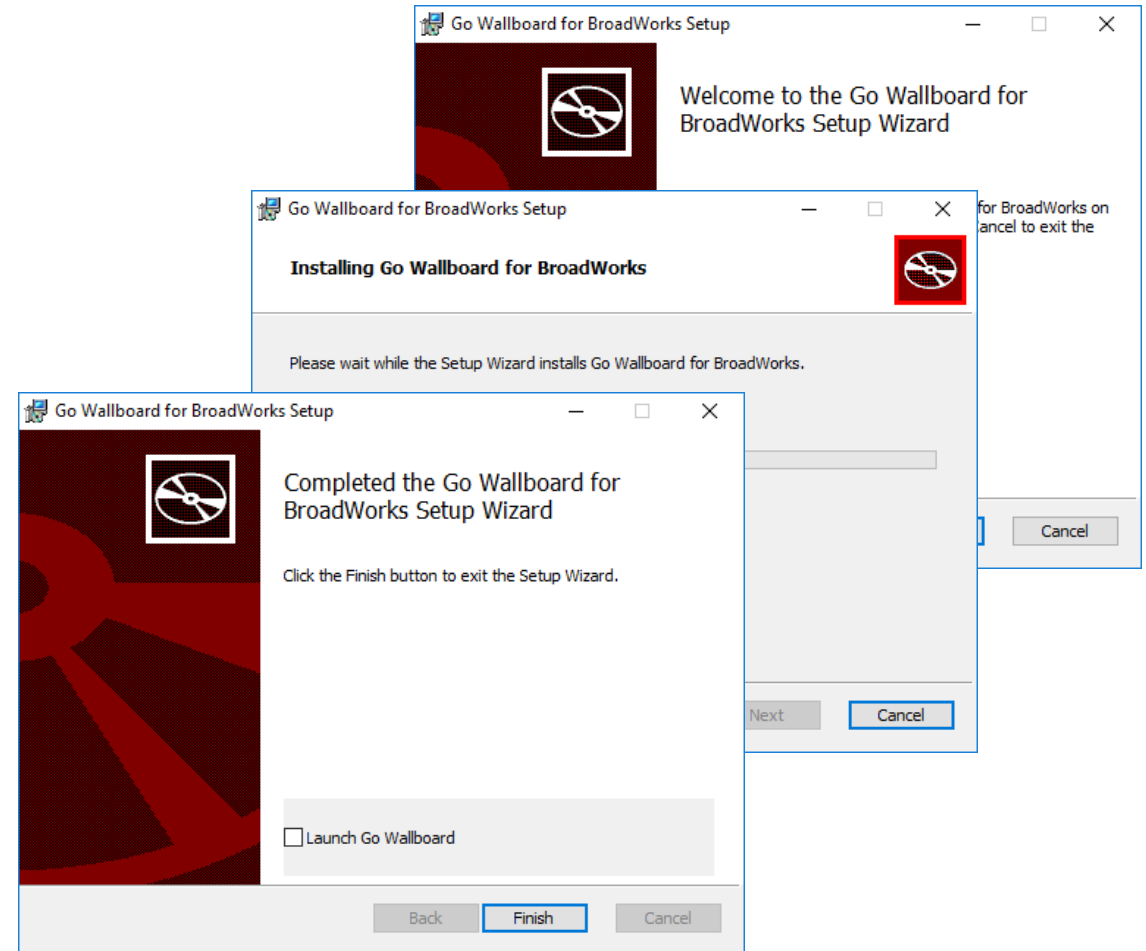 Go Wallboard for BroadWorks Setup
Welcome to the Go Wallboard for
BroadWorks Setup Wizard
for BroadWorks on
Cancel to exit the
Cancel
Go Wallboard for BroadWorks Setup
Installing Go Wallboard for BroadWorks
Please wait while the Setup Wizard installs Go Wallboard for BroadWorks.
Next
Cancel
Go Wallboard for BroadWorks Setup
Completed the Go Wallboard for
BroadWorks Setup Wizard
Click the Finish button to exit the Setup Wizard.
Launch Go Wallboard
Back
Finish
Cancel